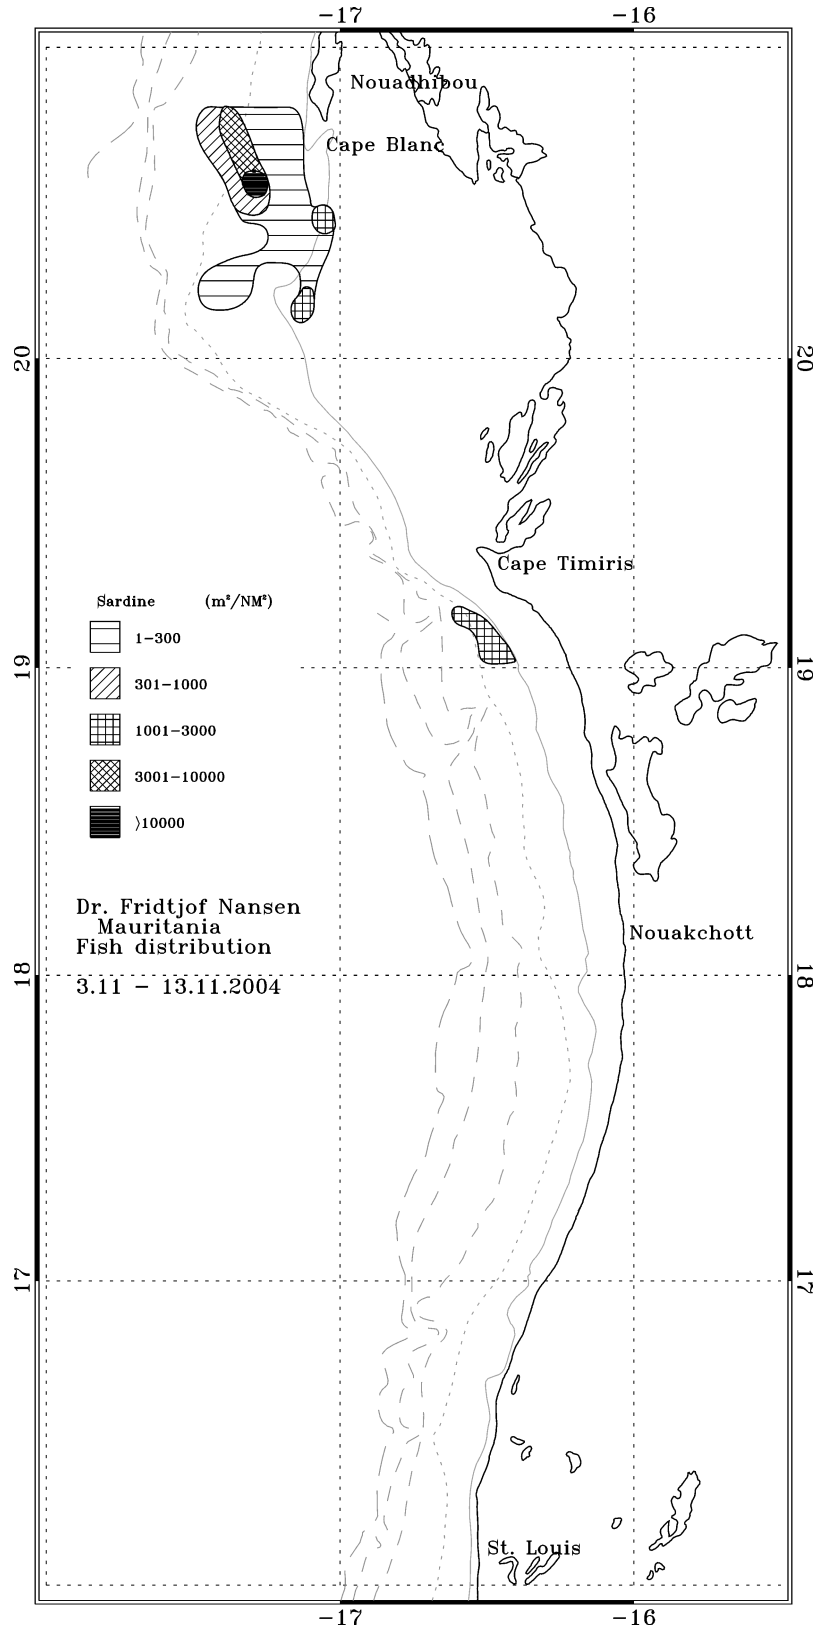 -17 -16
Nouadhibou
Cape Blanc
20 20
Cape Timiris
Sardine (m²/NM²)
1-300
301-1000
1001-3000
3001-10000
⟩10000
19 19
Dr. Fridtjof Nansen
Mauritania
Fish distribution
3.11 - 13.11.2004
Nouakchott
18 18
17 17
St. Louis
-17 -16